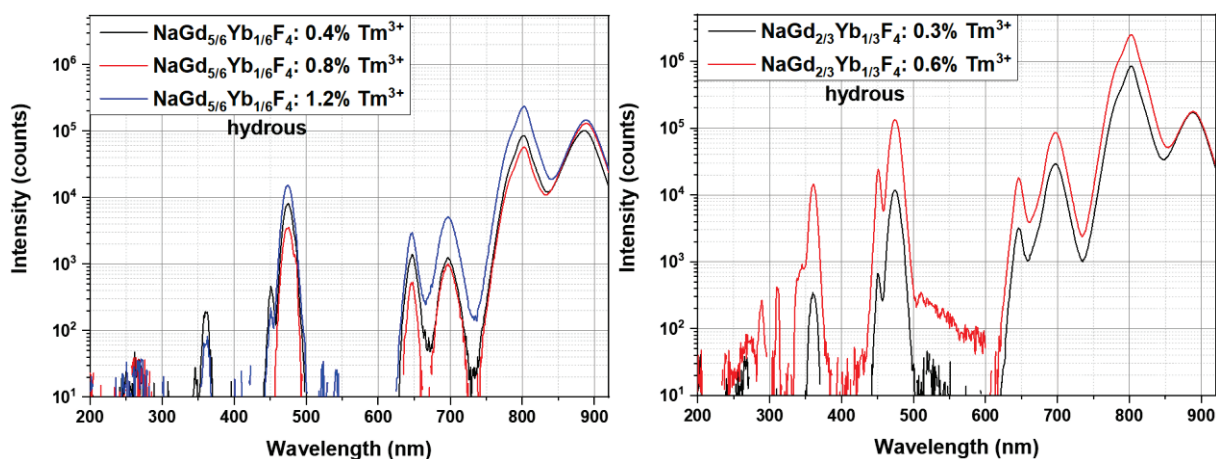 NaGd5/6Yb1/6F4: 0.4% Tm3+
NaGd5/6Yb1/6F4: 0.8% Tm3+
NaGd5/6Yb1/6F4: 1.2% Tm3+
hydrous
10^6
10^5
10^4
10^3
10^2
10^1
200 300 400 500 600 700 800 900
Intensity (counts)
Wavelength (nm)
NaGd2/3Yb1/3F4: 0.3% Tm3+
NaGd2/3Yb1/3F4: 0.6% Tm3+
hydrous
10^6
10^5
10^4
10^3
10^2
10^1
200 300 400 500 600 700 800 900
Intensity (counts)
Wavelength (nm)